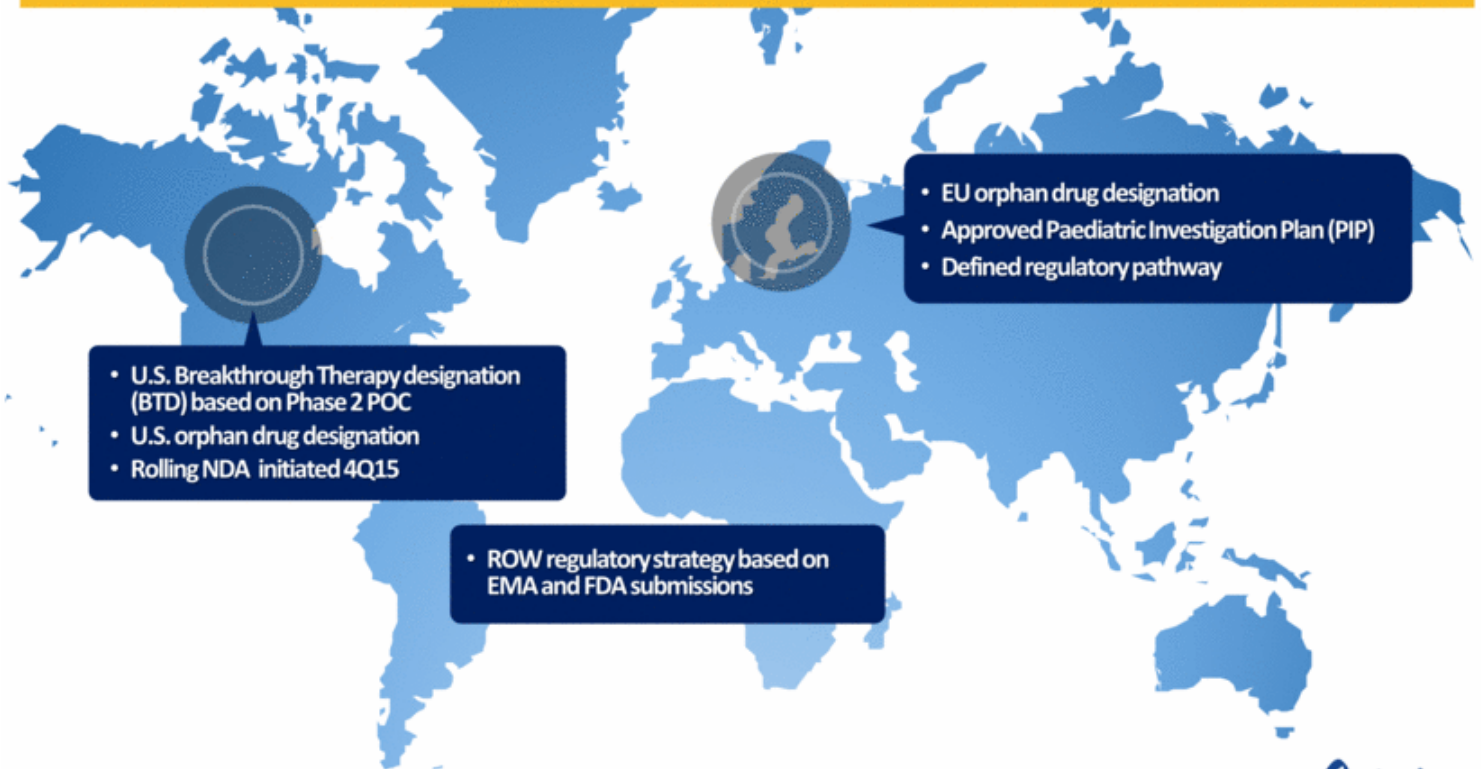 • EU orphan drug designation
• Approved Paediatric Investigation Plan (PIP)
• Defined regulatory pathway
• U.S. Breakthrough Therapy designation
(BTD) based on Phase 2 POC
• U.S. orphan drug designation
• Rolling NDA initiated 4Q15
• ROW regulatory strategy based on
EMA and FDA submissions